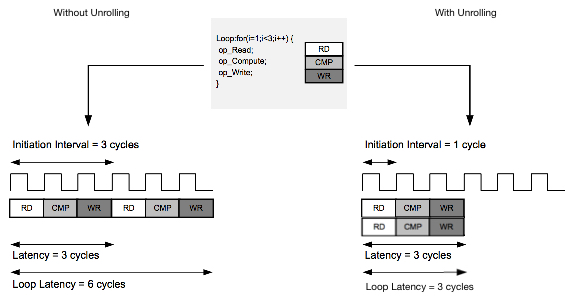 Without Unrolling
With Unrolling
Loop:for(i=1;i<3;i++) {
op_Read;
RD
op_Compute;
CMP
op_Write;
WR
}
Initiation Interval = 3 cycles
Initiation Interval = 1 cycle
RD CMP WR RD CMP WR
RD CMP WR
RD CMP WR
Latency = 3 cycles
Latency = 3 cycles
Loop Latency = 6 cycles
Loop Latency = 3 cycles